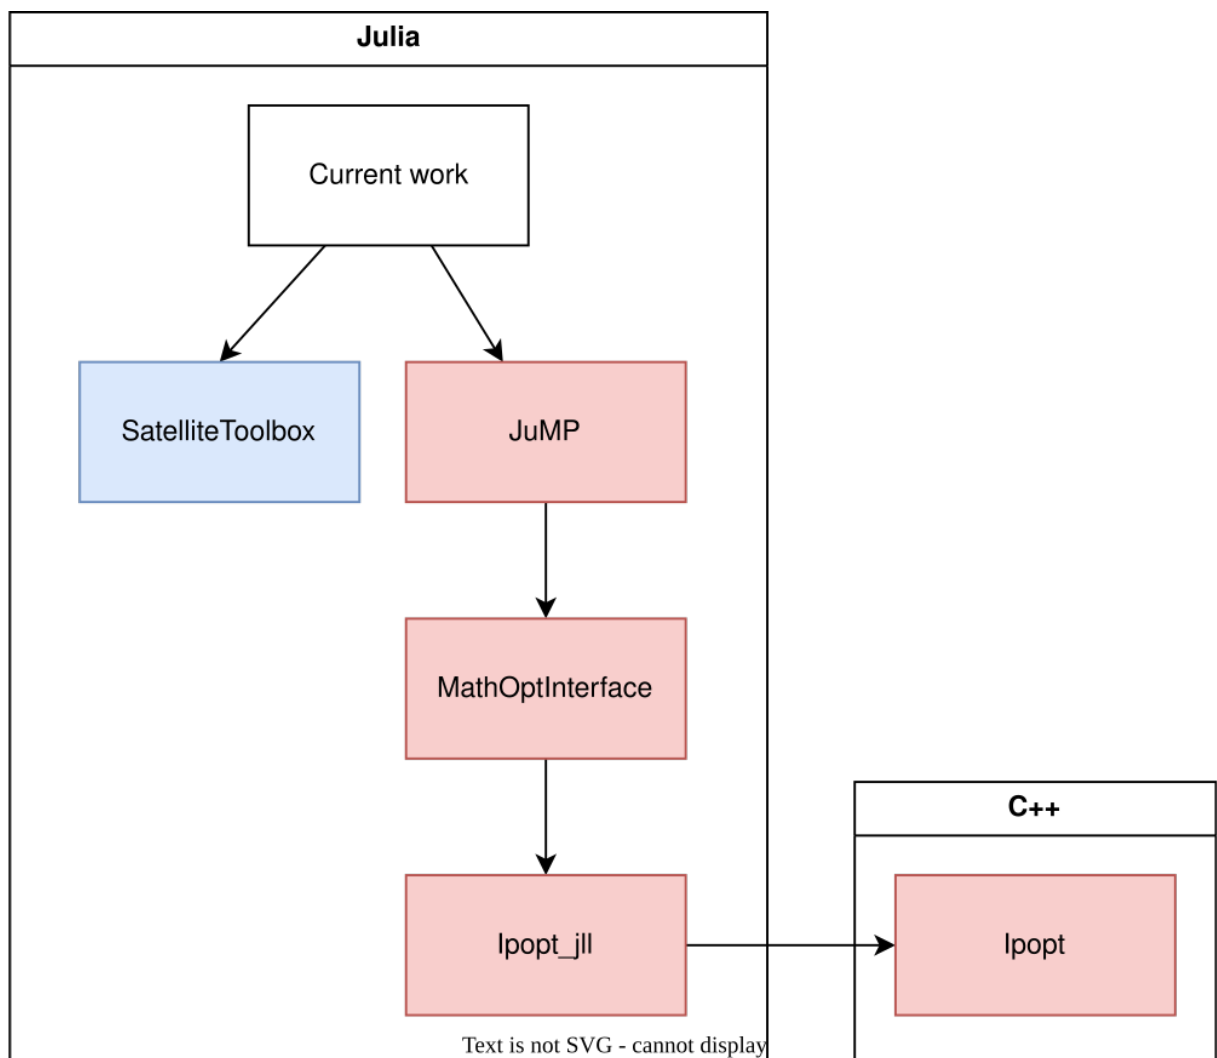 Julia
Current work
SatelliteToolbox
JuMP
MathOptInterface
C++
Ipopt_jll
Ipopt
Text is not SVG - cannot display